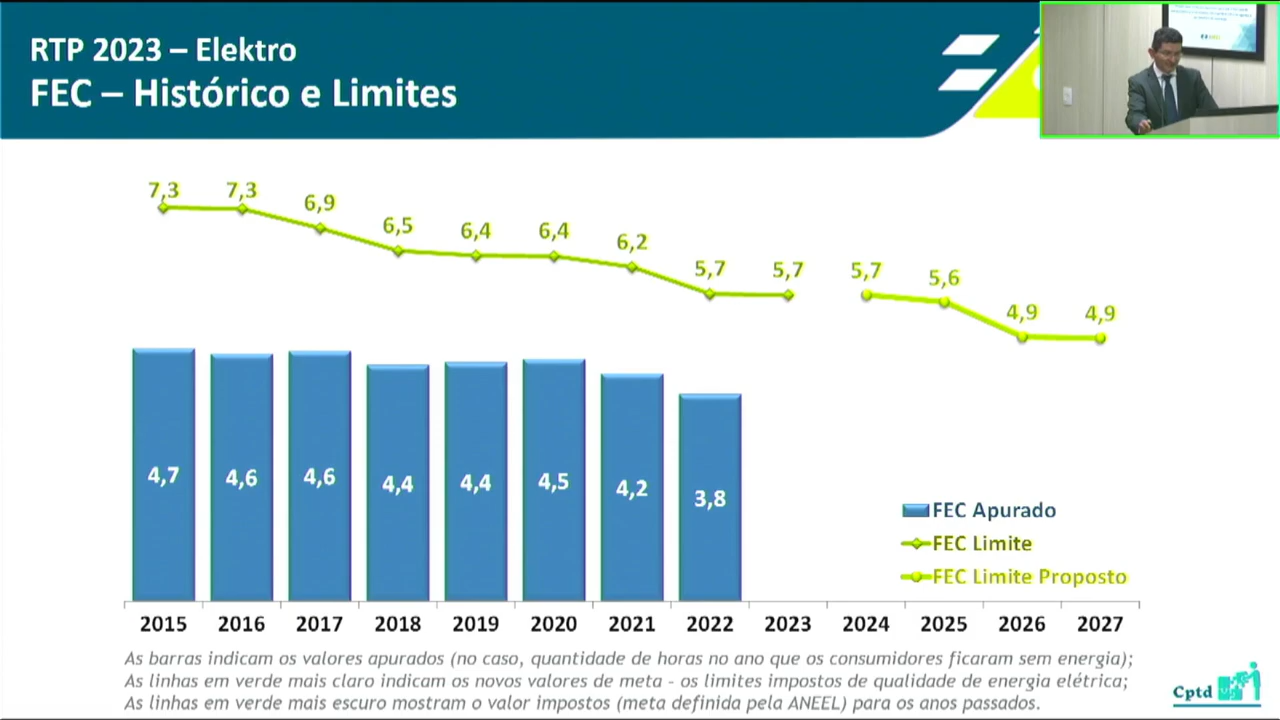 RTP 2023 – Elektro
FEC – Histórico e Limites
7,3
7,3
6,9
6,5
6,4
6,4
6,2
5,7
5,7
5,7
5,6
4,9
4,9
4,7
4,6
4,6
4,4
4,4
4,5
4,2
3,8
FEC Apurado
FEC Limite
FEC Limite Proposto
2015 2016 2017 2018 2019 2020 2021 2022 2023 2024 2025 2026 2027
As barras indicam os valores apurados (no caso, quantidade de horas no ano que os consumidores ficaram sem energia);
As linhas em verde mais claro indicam os novos valores de meta - os limites impostos de qualidade de energia elétrica;
As linhas em verde mais escuro mostram o valor impostos (meta definida pela ANEEL) para os anos passados.
Cptd